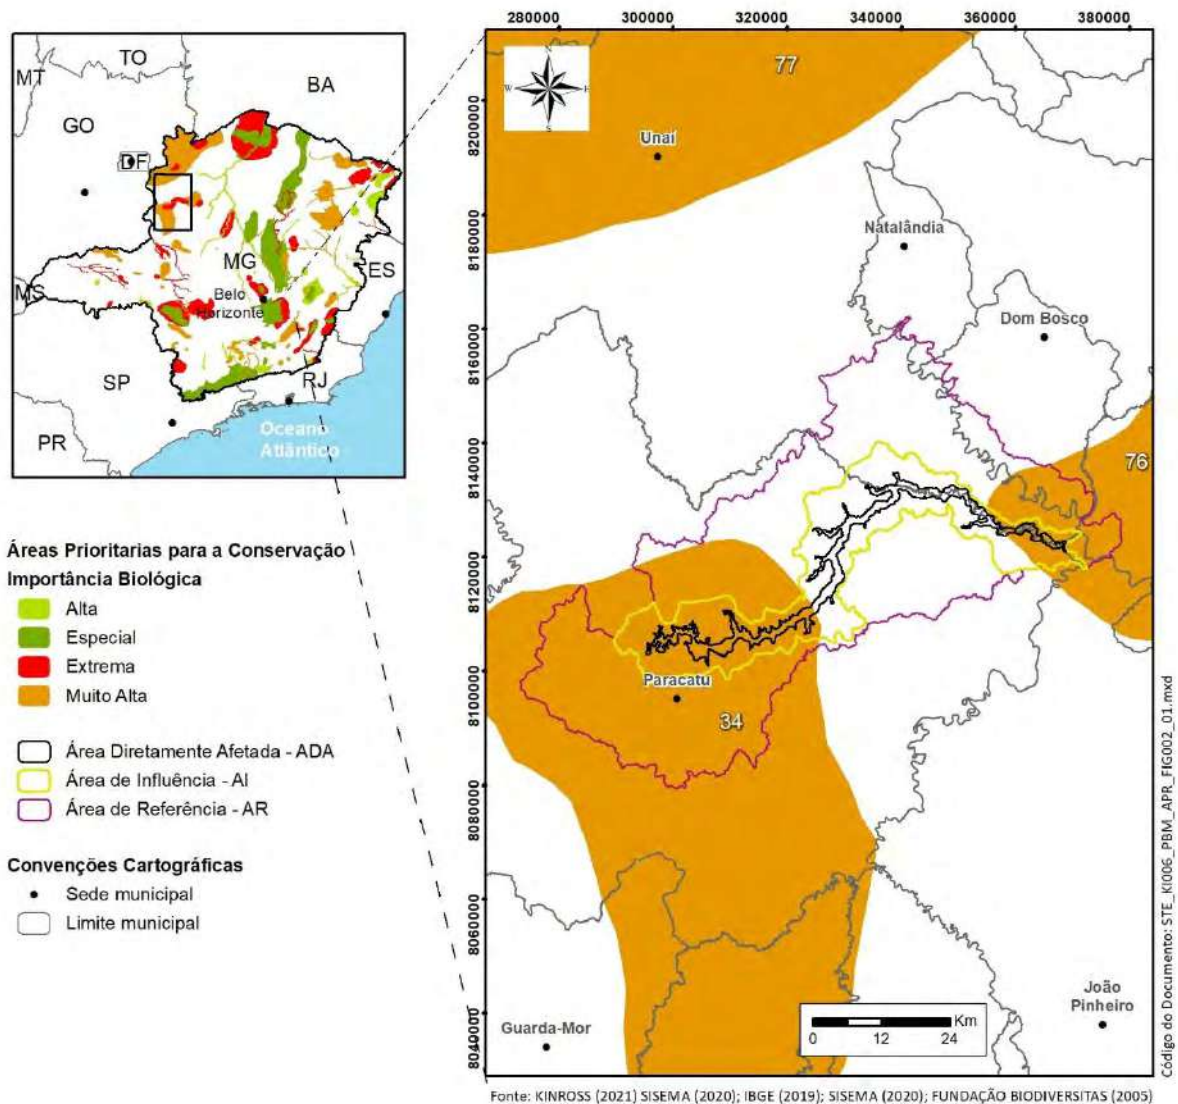 TO
MT
BA
GO
DF
MG
ES
MS
Belo
Horizonte
SP
RJ
PR
Oceano
Atlântico
Áreas Prioritarias para a Conservação
Importância Biológica
Alta
Especial
Extrema
Muito Alta
Área Diretamente Afetada - ADA
Área de Influência - AI
Área de Referência - AR
Convenções Cartográficas
Sede municipal
Limite municipal
280000 300000 320000 340000 360000 380000
8200000
8180000
8160000
8140000
8120000
8100000
8080000
8060000
8040000
N
W E
S
77
Unaí
Natalândia
Dom Bosco
76
Paracatu
34
João
Pinheiro
Guarda-Mor
Km
0 12 24
Código do Documento: STE_KI006_PBM_APR_FIG002_01.mxd
Fonte: KINROSS (2021) SISEMA (2020); IBGE (2019); SISEMA (2020); FUNDAÇÃO BIODIVERSITAS (2005)